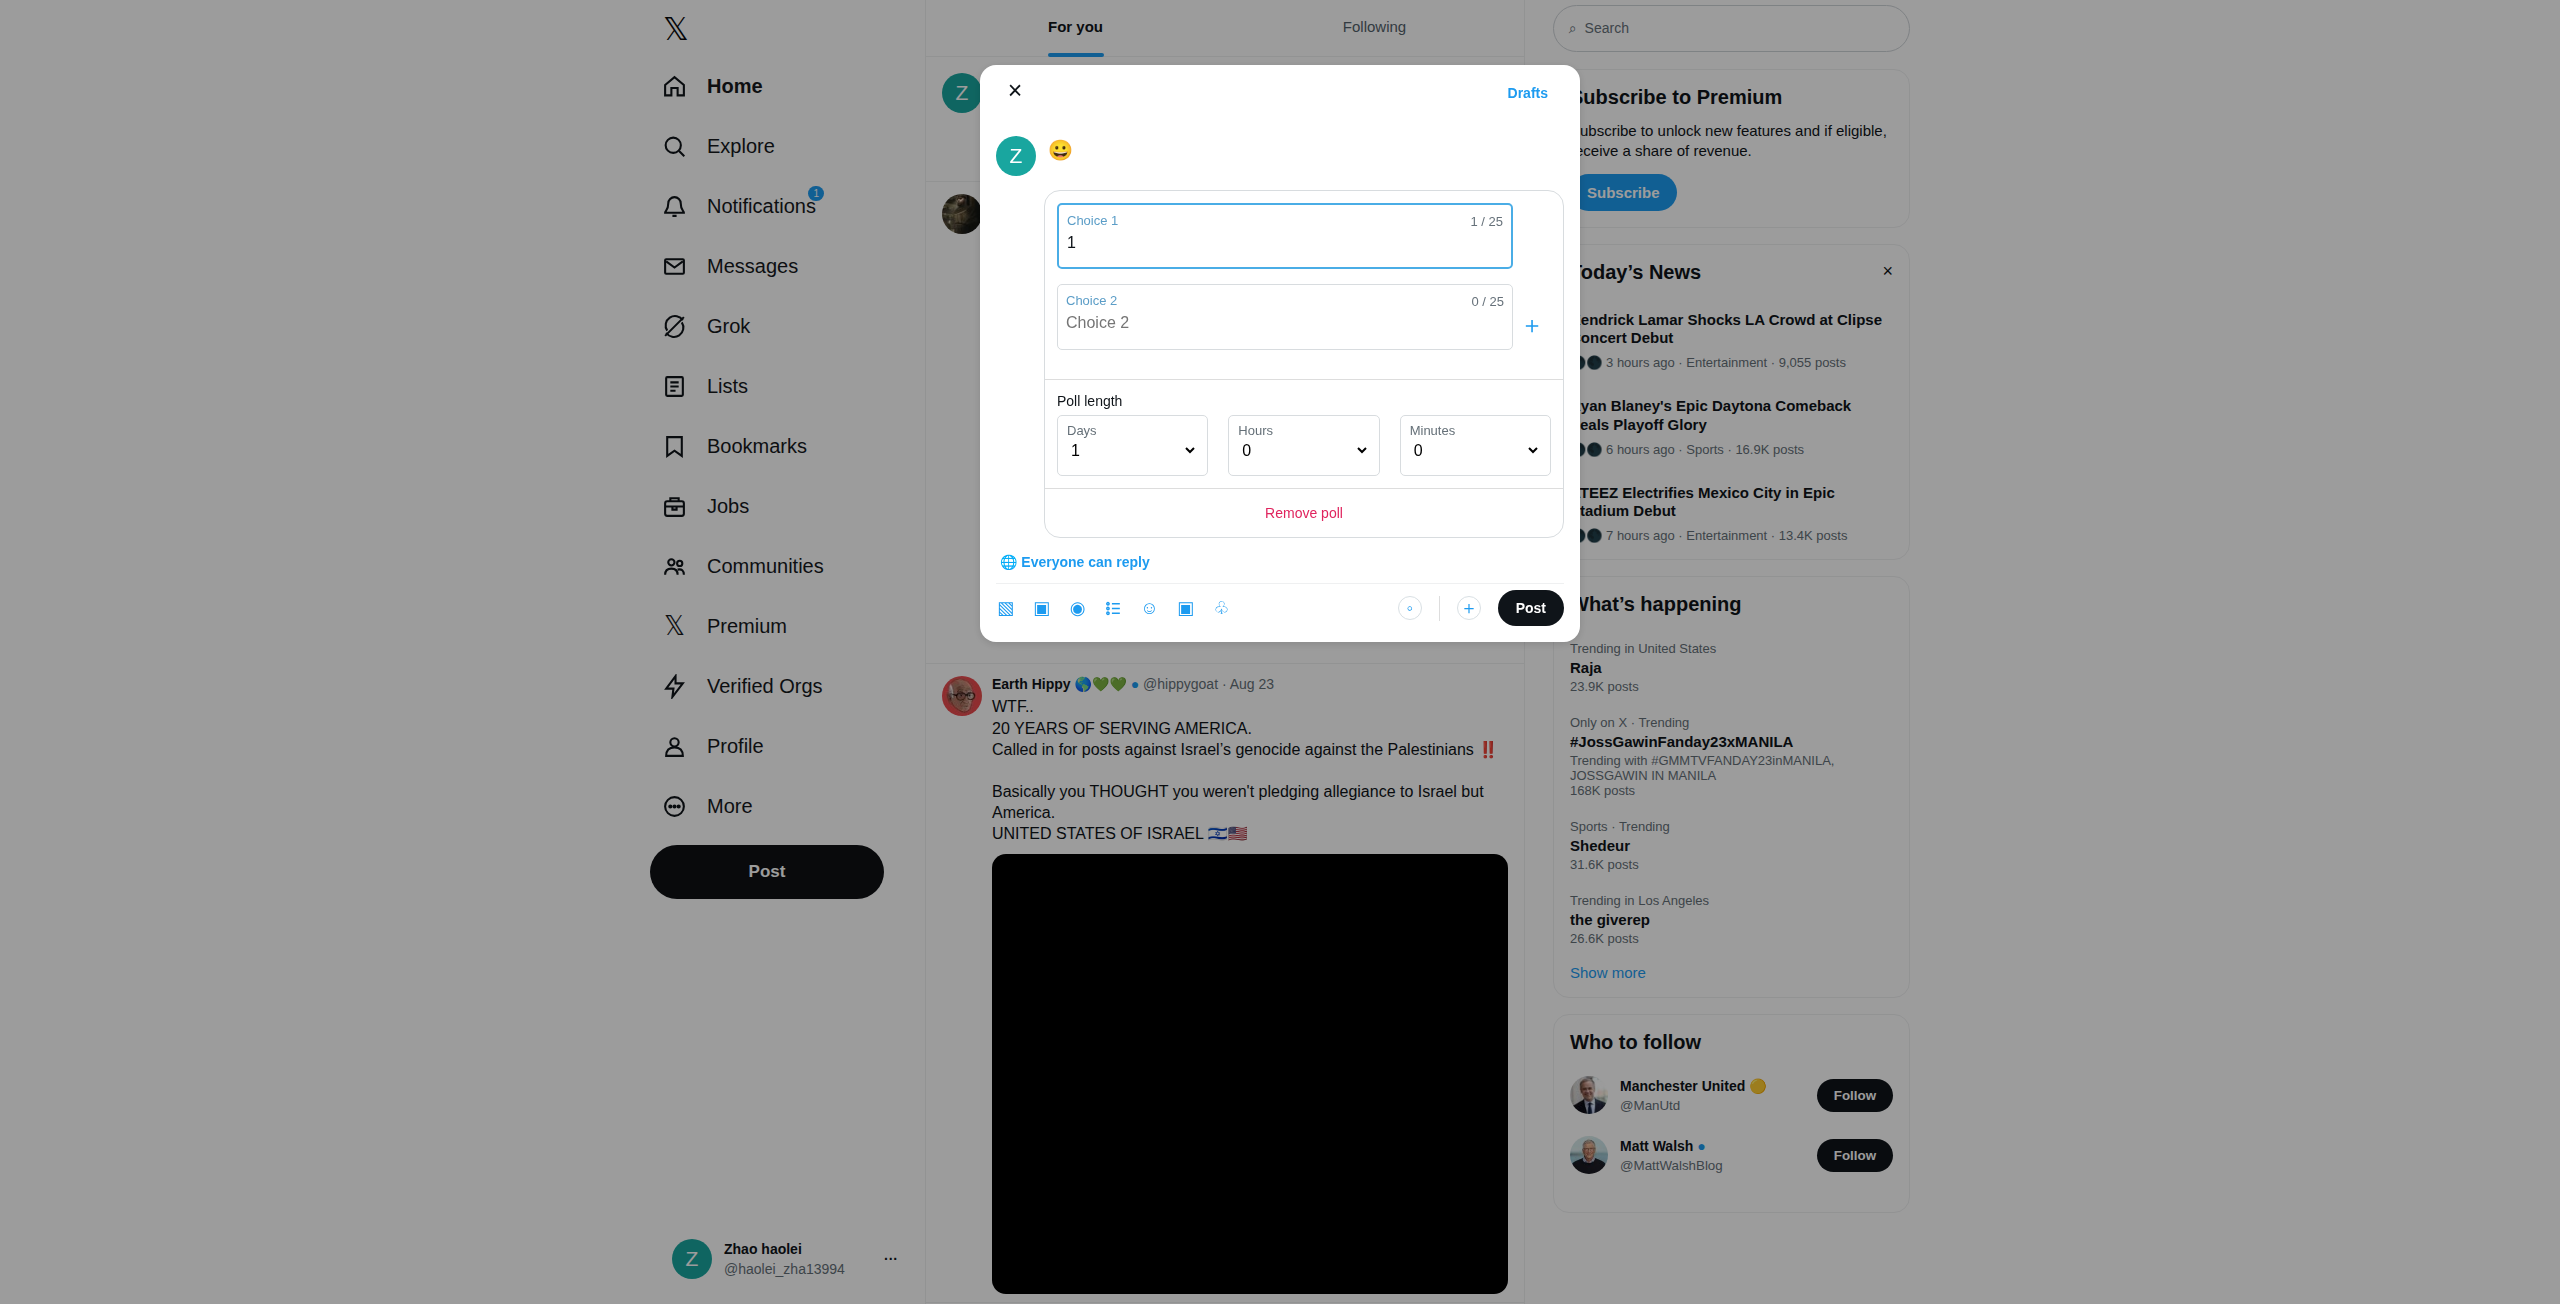 𝕏
Home
Explore
Notifications
1
Messages
Grok
Lists
Bookmarks
Jobs
Communities
𝕏 Premium
Verified Orgs
Profile
More
Post
Z
Zhao haolei
@haolei_zha13994
...
For you
Following
Z
× Drafts
Z 😀
Choice 1 1 / 25
1
Choice 2 0 / 25
Choice 2
+
Poll length
Days Hours Minutes
1 0 0
Remove poll
🌐 Everyone can reply
Post
Earth Hippy 🌎💚💚 @hippygoat · Aug 23
WTF..
20 YEARS OF SERVING AMERICA.
Called in for posts against Israel’s genocide against the Palestinians ‼️
Basically you THOUGHT you weren't pledging allegiance to Israel but
America.
UNITED STATES OF ISRAEL 🇮🇱🇺🇸
Search
Subscribe to Premium
ubscribe to unlock new features and if eligible,
eceive a share of revenue.
Subscribe
Today’s News ×
endrick Lamar Shocks LA Crowd at Clipse
oncert Debut
3 hours ago · Entertainment · 9,055 posts
yan Blaney's Epic Daytona Comeback
eals Playoff Glory
6 hours ago · Sports · 16.9K posts
TEEZ Electrifies Mexico City in Epic
tadium Debut
7 hours ago · Entertainment · 13.4K posts
What’s happening
Trending in United States
Raja
23.9K posts
Only on X · Trending
#JossGawinFanday23xMANILA
Trending with #GMMTVFANDAY23inMANILA,
JOSSGAWIN IN MANILA
168K posts
Sports · Trending
Shedeur
31.6K posts
Trending in Los Angeles
the giverep
26.6K posts
Show more
Who to follow
Manchester United
@ManUtd
Follow
Matt Walsh
@MattWalshBlog
Follow